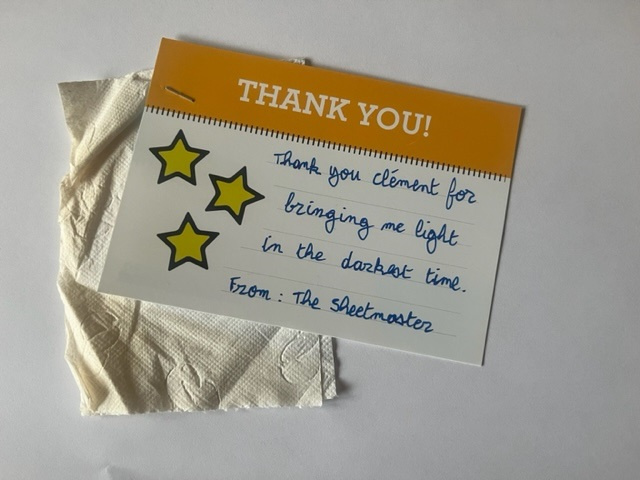 THANK YOU!
Thank you clément for
bringing me light
in the darkest time.
From : The Sheetmaster